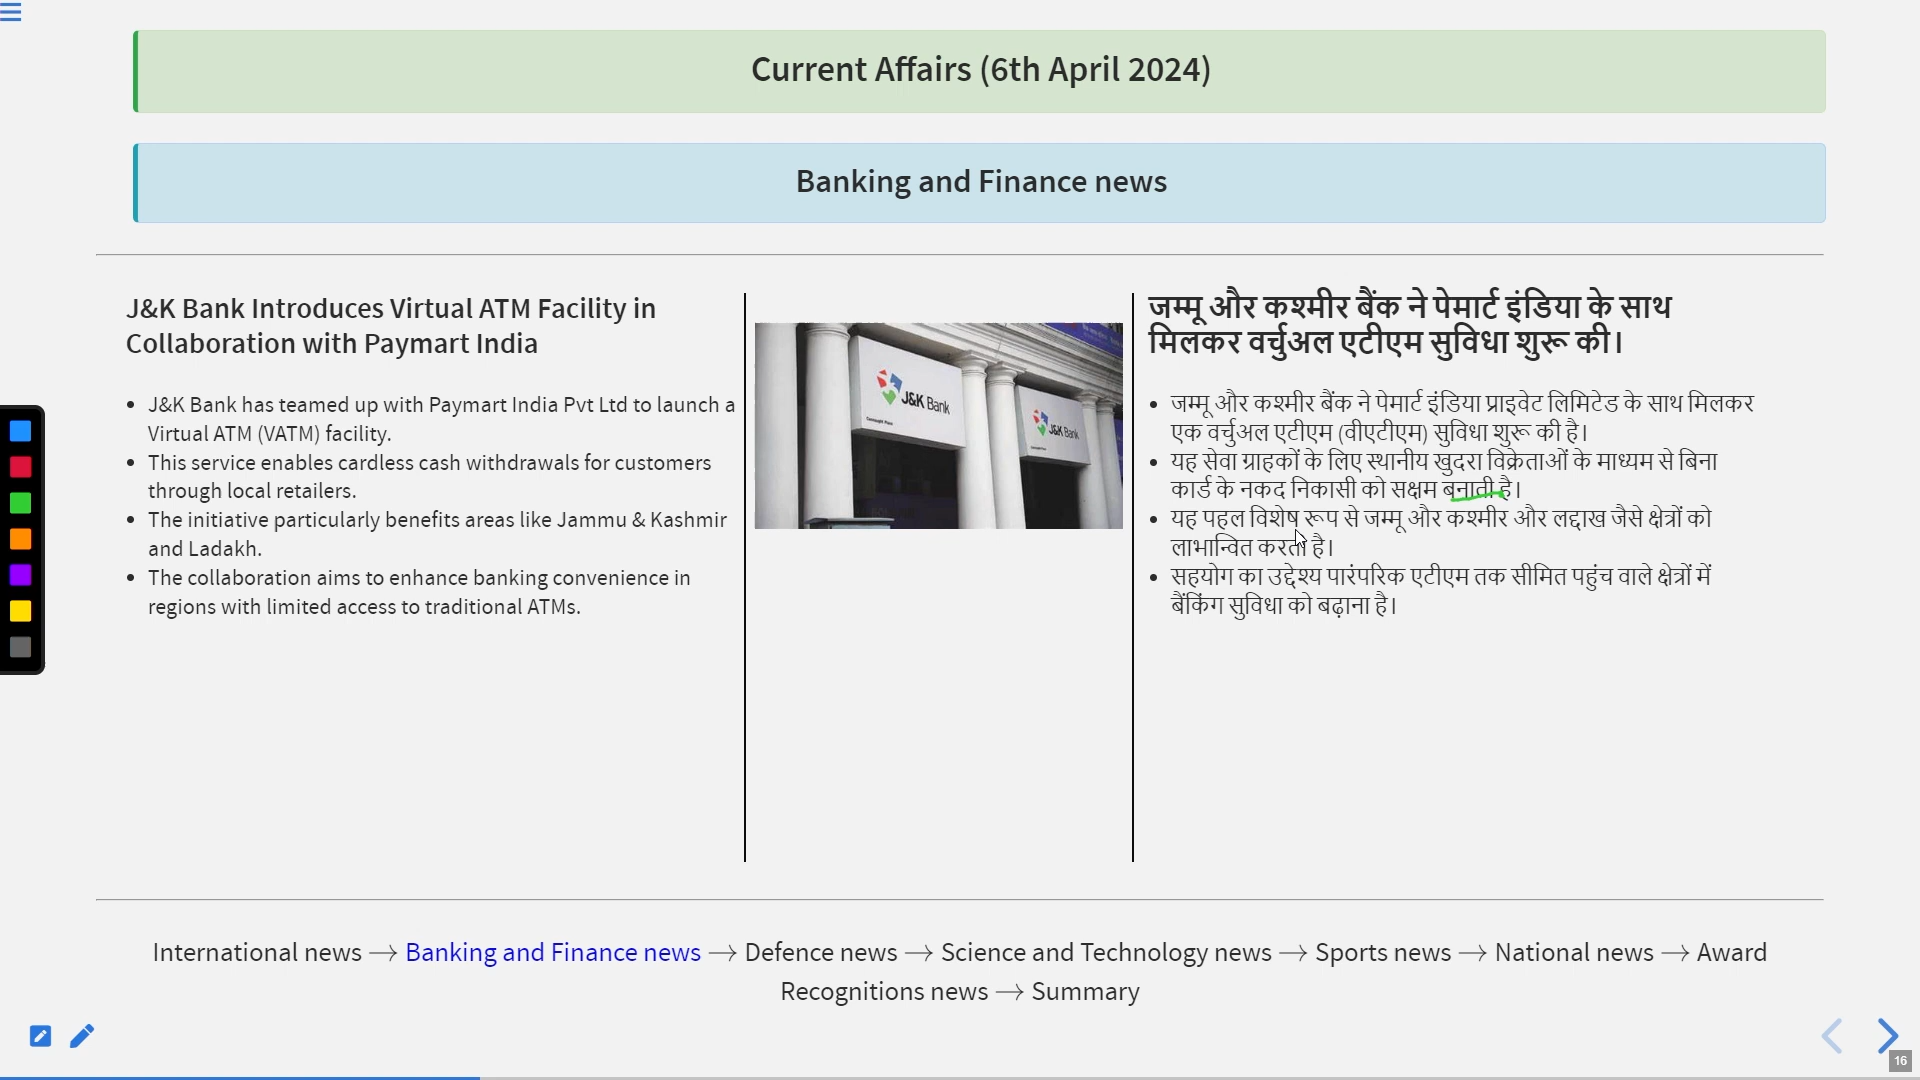 Current Affairs (6th April 2024)
Banking and Finance news
J&K Bank Introduces Virtual ATM Facility in
Collaboration with Paymart India
• J&K Bank has teamed up with Paymart India Pvt Ltd to launch a
Virtual ATM (VATM) facility.
• This service enables cardless cash withdrawals for customers
through local retailers.
• The initiative particularly benefits areas like Jammu & Kashmir
and Ladakh.
• The collaboration aims to enhance banking convenience in
regions with limited access to traditional ATMs.
J&K Bank
Connaught Place
J&K Bank
जम्मू और कश्मीर बैंक ने पेमार्ट इंडिया के साथ
मिलकर वर्चुअल एटीएम सुविधा शुरू की।
• जम्मू और कश्मीर बैंक ने पेमार्ट इंडिया प्राइवेट लिमिटेड के साथ मिलकर
एक वर्चुअल एटीएम (वीएटीएम) सुविधा शुरू की है।
• यह सेवा ग्राहकों के लिए स्थानीय खुदरा विक्रेताओं के माध्यम से बिना
कार्ड के नकद निकासी को सक्षम बनाती है।
• यह पहल विशेष रूप से जम्मू और कश्मीर और लद्दाख जैसे क्षेत्रों को
लाभान्वित करती है।
• सहयोग का उद्देश्य पारंपरिक एटीएम तक सीमित पहुंच वाले क्षेत्रों में
बैंकिंग सुविधा को बढ़ाना है।
International news → Banking and Finance news → Defence news → Science and Technology news → Sports news → National news → Award
Recognitions news → Summary
16